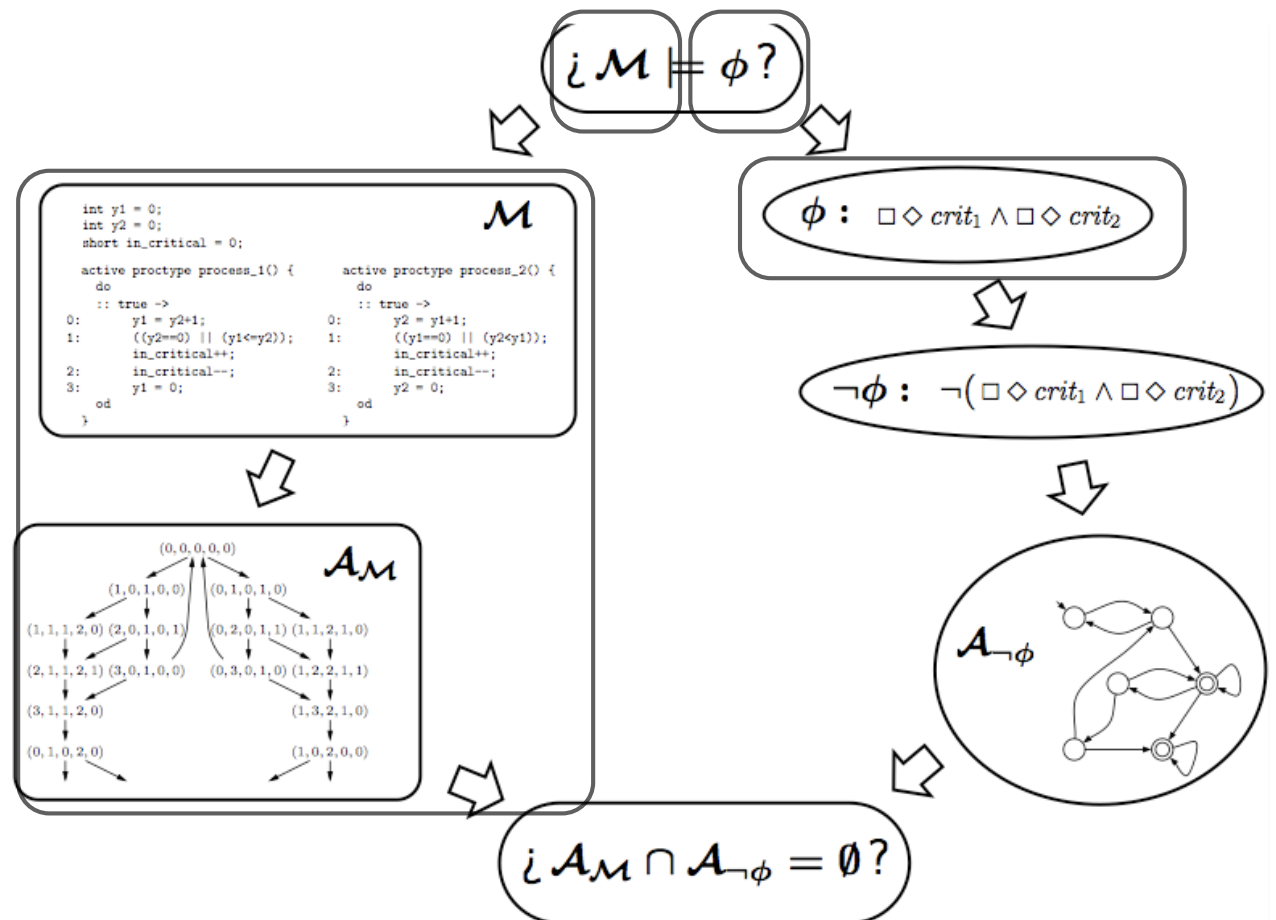 ¿ 𝓜 ⊨ ϕ ?
𝓜
int y1 = 0;
int y2 = 0;
short in_critical = 0;
active proctype process_1() {
do
:: true ->
0: y1 = y2+1;
1: ((y2==0) || (y1<=y2));
in_critical++;
2: in_critical--;
3: y1 = 0;
od
}
active proctype process_2() {
do
:: true ->
0: y2 = y1+1;
1: ((y1==0) || (y2<y1));
in_critical++;
2: in_critical--;
3: y2 = 0;
od
}
ϕ : □ ◇ crit₁ ∧ □ ◇ crit₂
¬ϕ : ¬( □ ◇ crit₁ ∧ □ ◇ crit₂)
𝓐𝓜
(0, 0, 0, 0, 0)
(1, 0, 1, 0, 0) (0, 1, 0, 1, 0)
(1, 1, 1, 2, 0) (2, 0, 1, 0, 1) (0, 2, 0, 1, 1) (1, 1, 2, 1, 0)
(2, 1, 1, 2, 1) (3, 0, 1, 0, 0) (0, 3, 0, 1, 0) (1, 2, 2, 1, 1)
(3, 1, 1, 2, 0) (1, 3, 2, 1, 0)
(0, 1, 0, 2, 0) (1, 0, 2, 0, 0)
𝓐¬ϕ
¿ 𝓐𝓜 ∩ 𝓐¬ϕ = ∅ ?